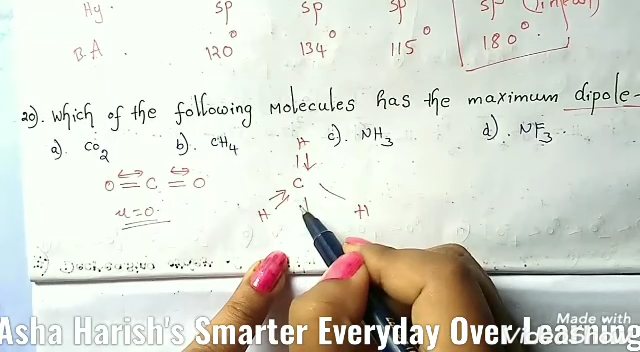 Hy. sp sp sp sp (linear)
B.A 120° 134° 115° 180°.
20). Which of the following molecules has the maximum dipole-
a). CO2 b). CH4 c). NH3 d). NF3.
H
O=C=O C
μ=0. H H
Asha Harish's Smarter Everyday Over Learning
Made with
VideoShow